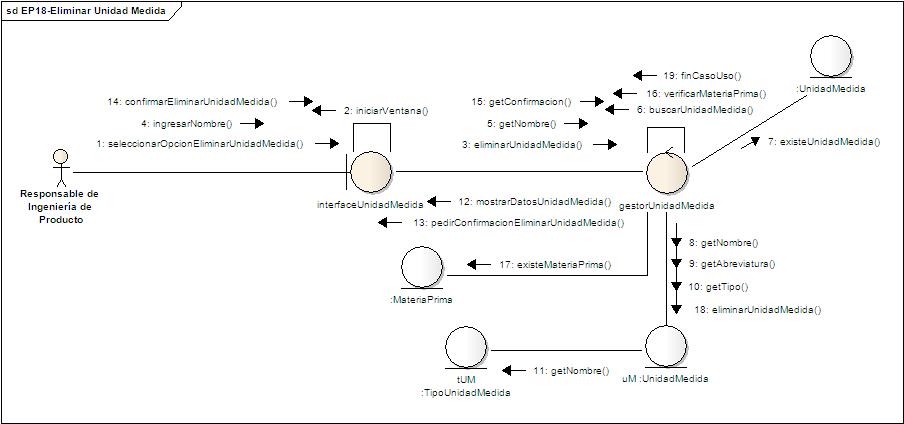 sd EP18-Eliminar Unidad Medida
:UnidadMedida
19: finCasoUso()
14: confirmarEliminarUnidadMedida()
15: getConfirmacion()
16: verificarMateriaPrima()
2: iniciarVentana()
6: buscarUnidadMedida()
4: ingresarNombre()
5: getNombre()
1: seleccionarOpcionEliminarUnidadMedida()
3: eliminarUnidadMedida()
7: existeUnidadMedida()
Responsable de
Ingeniería de
Producto
interfaceUnidadMedida
12: mostrarDatosUnidadMedida()
gestorUnidadMedida
13: pedirConfirmacionEliminarUnidadMedida()
8: getNombre()
9: getAbreviatura()
17: existeMateriaPrima()
10: getTipo()
:MateriaPrima
18: eliminarUnidadMedida()
11: getNombre()
tUM
:TipoUnidadMedida
uM :UnidadMedida